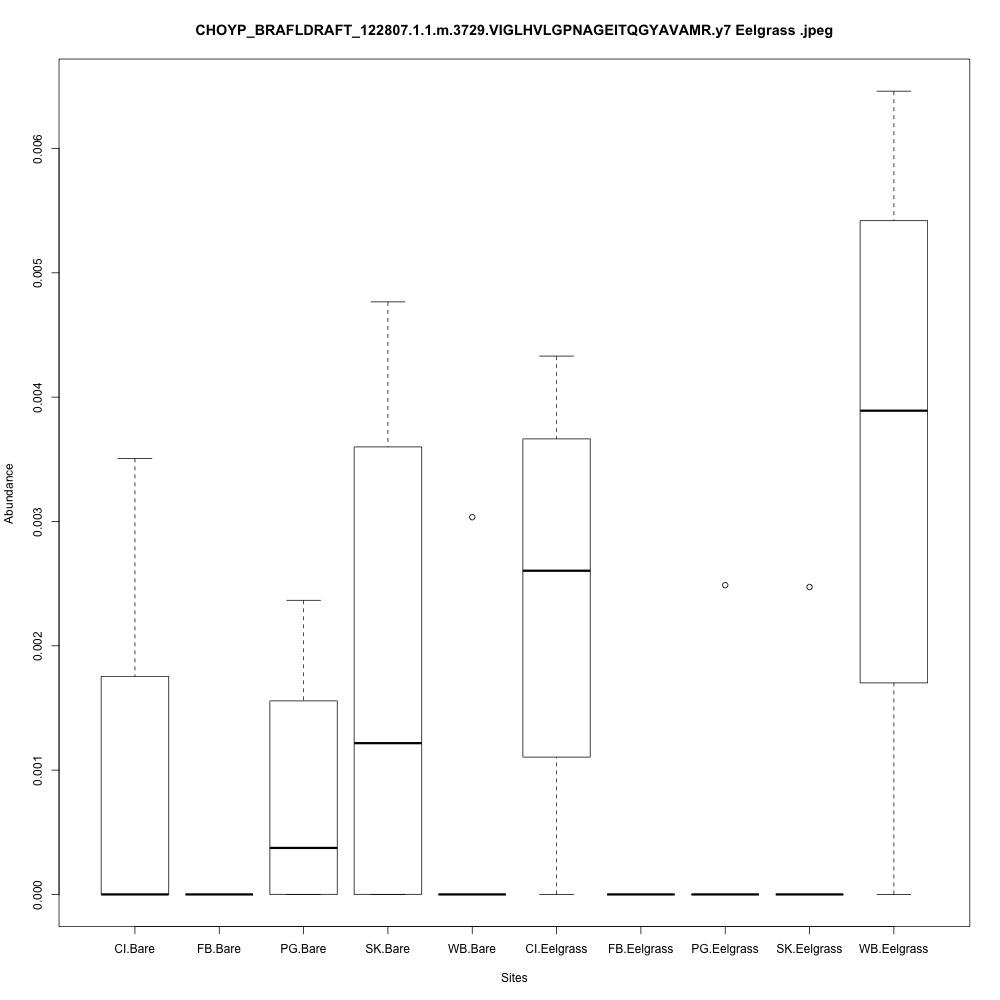 CHOYP_BRAFLDRAFT_122807.1.1.m.3729.VIGLHVLGPNAGEITQGYAVAMR.y7 Eelgrass .jpeg
Abundance
0.006
0.005
0.004
0.003
0.002
0.001
0.000
CI.Bare FB.Bare PG.Bare SK.Bare WB.Bare CI.Eelgrass FB.Eelgrass PG.Eelgrass SK.Eelgrass WB.Eelgrass
Sites